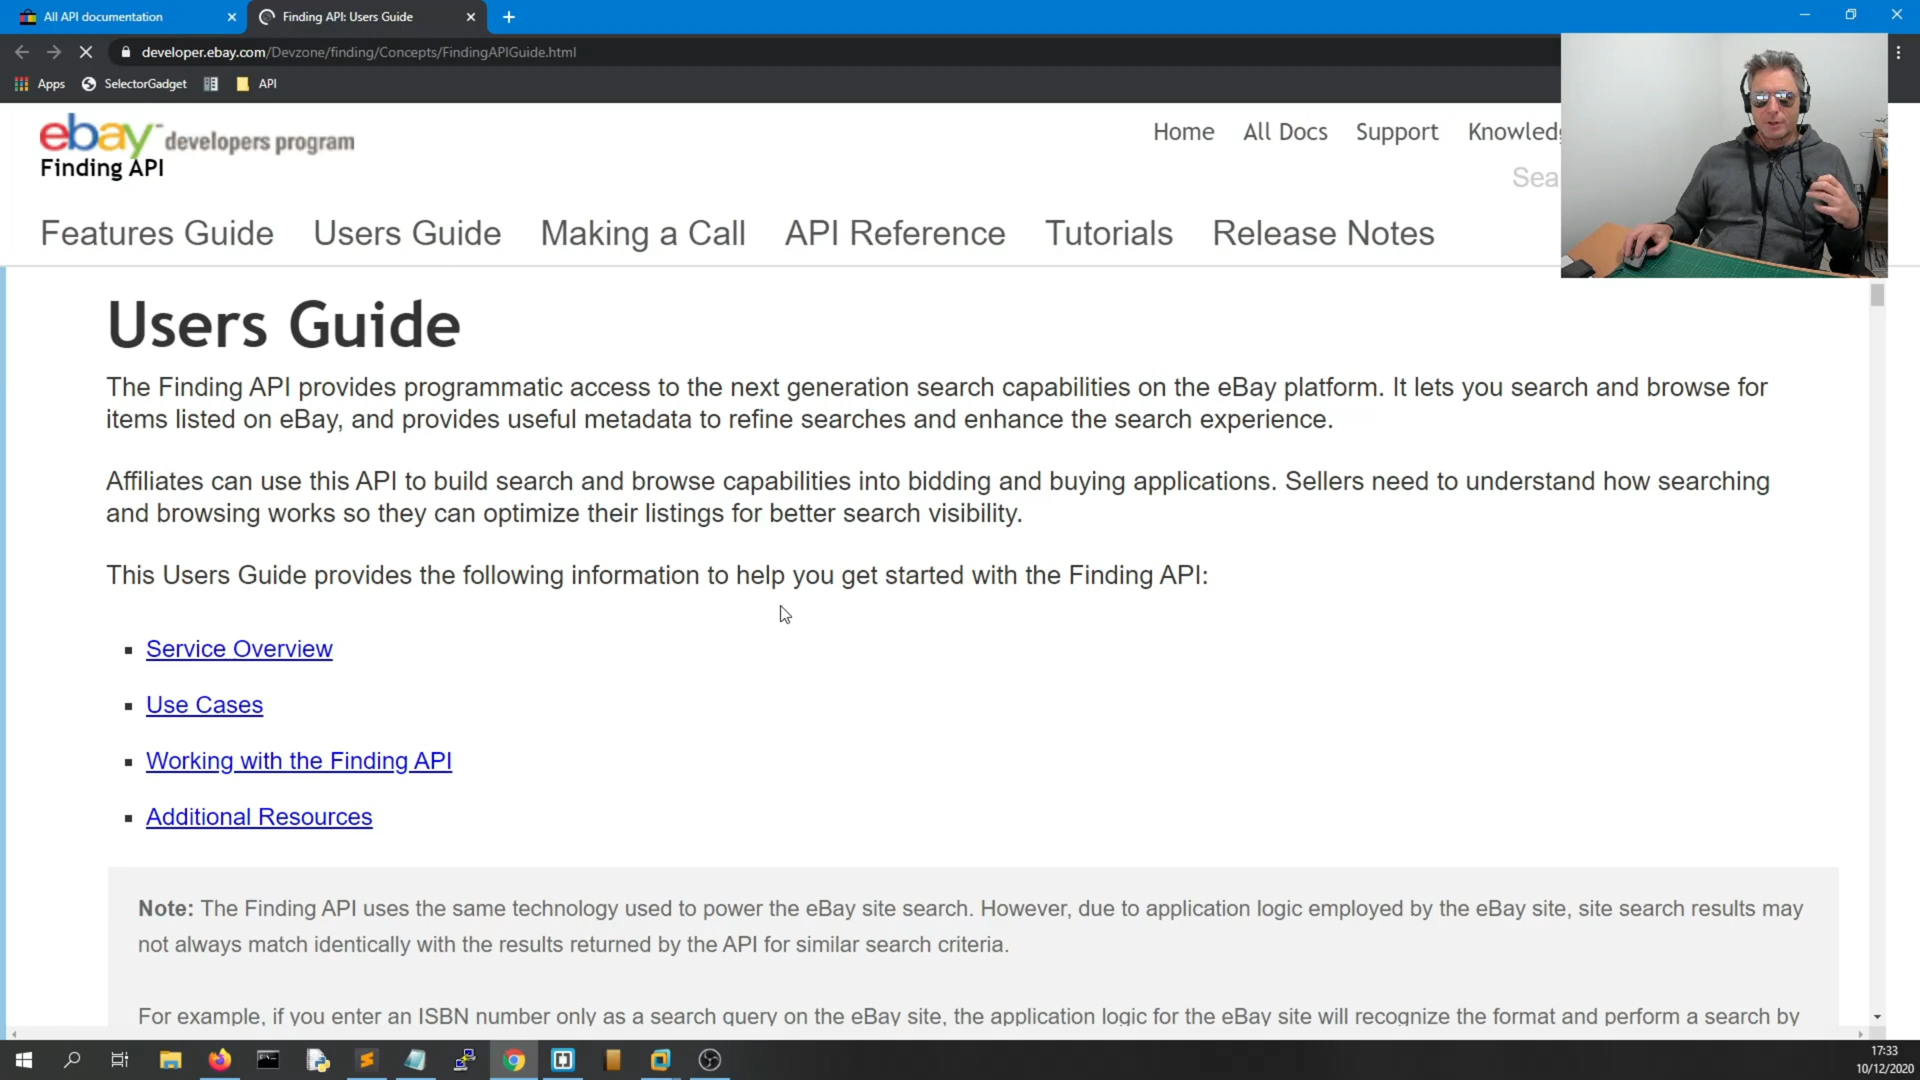 All API documentation
Finding API: Users Guide
developer.ebay.com/Devzone/finding/Concepts/FindingAPIGuide.html
Apps
SelectorGadget
API
ebay developers program
Finding API
Home
All Docs
Support
Knowled
Sea
Features Guide
Users Guide
Making a Call
API Reference
Tutorials
Release Notes
Users Guide
The Finding API provides programmatic access to the next generation search capabilities on the eBay platform. It lets you search and browse for
items listed on eBay, and provides useful metadata to refine searches and enhance the search experience.
Affiliates can use this API to build search and browse capabilities into bidding and buying applications. Sellers need to understand how searching
and browsing works so they can optimize their listings for better search visibility.
This Users Guide provides the following information to help you get started with the Finding API:
Service Overview
Use Cases
Working with the Finding API
Additional Resources
Note: The Finding API uses the same technology used to power the eBay site search. However, due to application logic employed by the eBay site, site search results may
not always match identically with the results returned by the API for similar search criteria.
For example, if you enter an ISBN number only as a search query on the eBay site, the application logic for the eBay site will recognize the format and perform a search by
17:33
10/12/2020